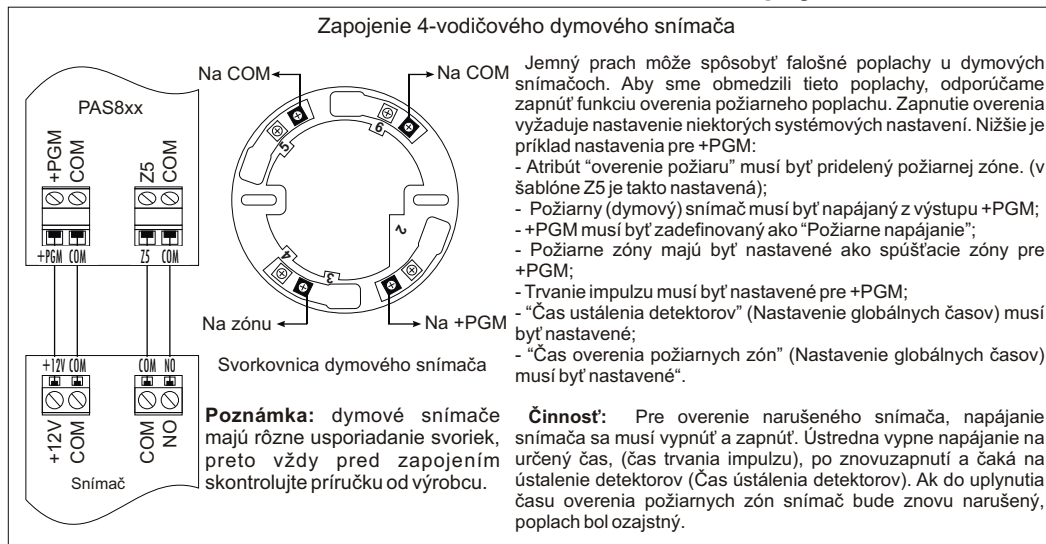 Zapojenie 4-vodičového dymového snímača
PAS8xx
+PGM
COM
Z5
COM
+PGM COM
Z5 COM
Na COM
Na COM
5
6
2
4
3
Na zónu
Na +PGM
Svorkovnica dymového snímača
+12V COM
COM NO
+12V
COM
COM
NO
Snímač
Poznámka: dymové snímače
majú rôzne usporiadanie svoriek,
preto vždy pred zapojením
skontrolujte príručku od výrobcu.
Jemný prach môže spôsobyť falošné poplachy u dymových
snímačoch. Aby sme obmedzili tieto poplachy, odporúčame
zapnúť funkciu overenia požiarneho poplachu. Zapnutie overenia
vyžaduje nastavenie niektorých systémových nastavení. Nižšie je
príklad nastavenia pre +PGM:
- Atribút “overenie požiaru” musí byť pridelený požiarnej zóne. (v
šablóne Z5 je takto nastavená);
- Požiarny (dymový) snímač musí byť napájaný z výstupu +PGM;
- +PGM musí byť zadefinovaný ako “Požiarne napájanie”;
- Požiarne zóny majú byť nastavené ako spúšťacie zóny pre
+PGM;
- Trvanie impulzu musí byť nastavené pre +PGM;
- “Čas ustálenia detektorov” (Nastavenie globálnych časov) musí
byť nastavené;
- “Čas overenia požiarnych zón” (Nastavenie globálnych časov)
musí byť nastavené“.
Činnosť: Pre overenie narušeného snímača, napájanie
snímača sa musí vypnúť a zapnúť. Ústredna vypne napájanie na
určený čas, (čas trvania impulzu), po znovuzapnutí a čaká na
ústalenie detektorov (Čas ústálenia detektorov). Ak do uplynutia
času overenia požiarnych zón snímač bude znovu narušený,
poplach bol ozajstný.